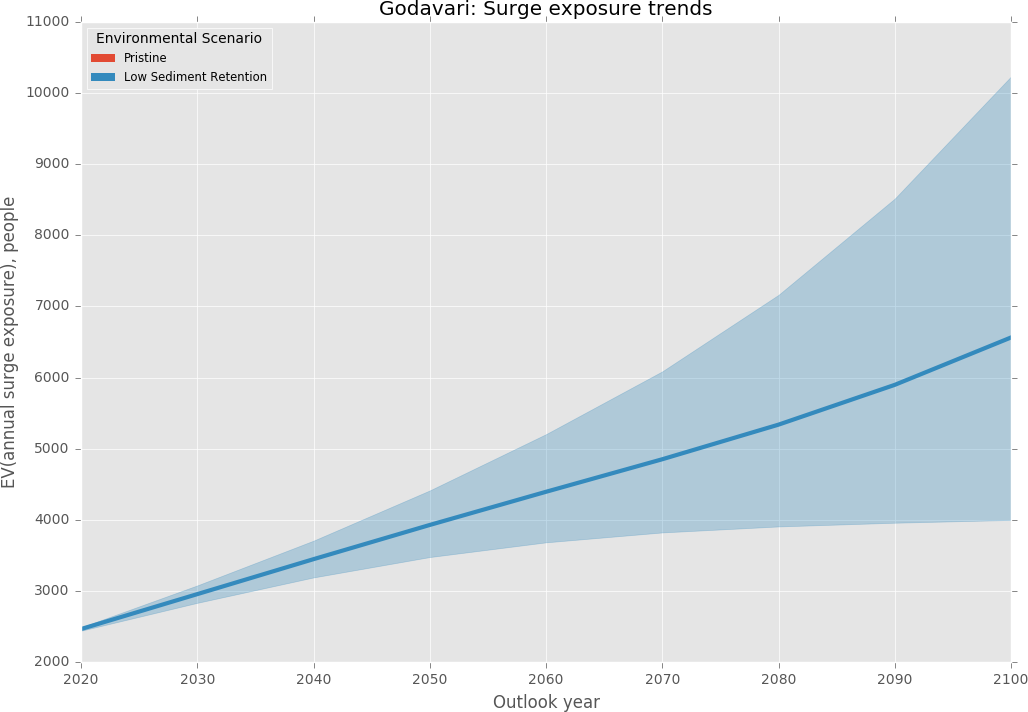 Godavari: Surge exposure trends
11000
10000
9000
8000
7000
6000
5000
4000
3000
2000
EV(annual surge exposure), people
Environmental Scenario
Pristine
Low Sediment Retention
2020 2030 2040 2050 2060 2070 2080 2090 2100
Outlook year